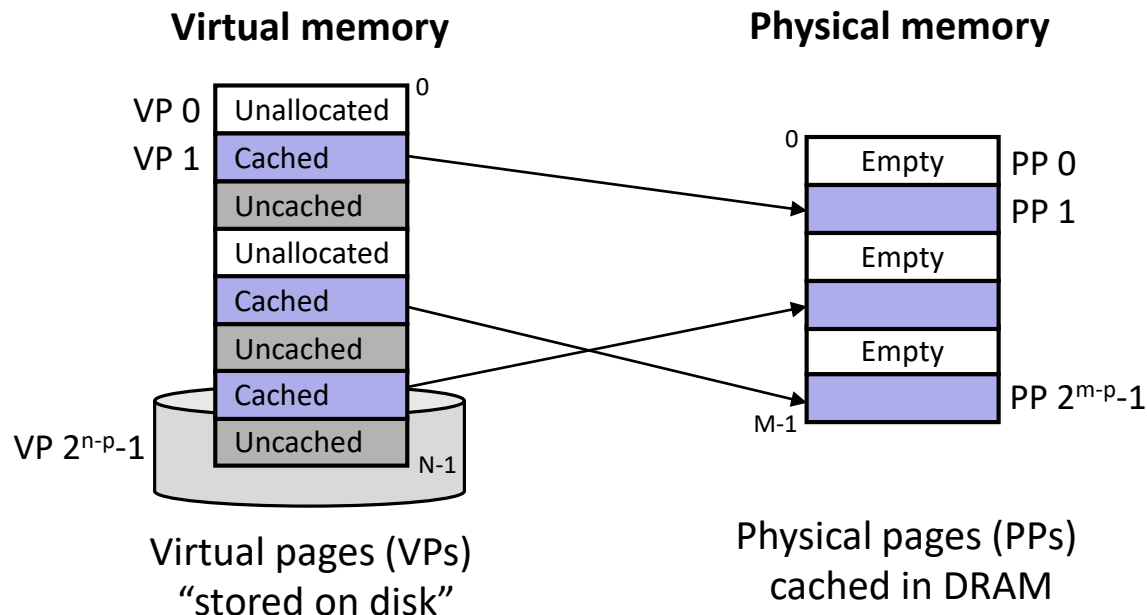 Virtual memory
0
VP 0
Unallocated
VP 1
Cached
Uncached
Unallocated
Cached
Uncached
Cached
VP 2ⁿ⁻ᵖ-1
Uncached
N-1
Virtual pages (VPs)
“stored on disk”
Physical memory
0
Empty
PP 0
PP 1
Empty
Empty
PP 2ᵐ⁻ᵖ-1
M-1
Physical pages (PPs)
cached in DRAM